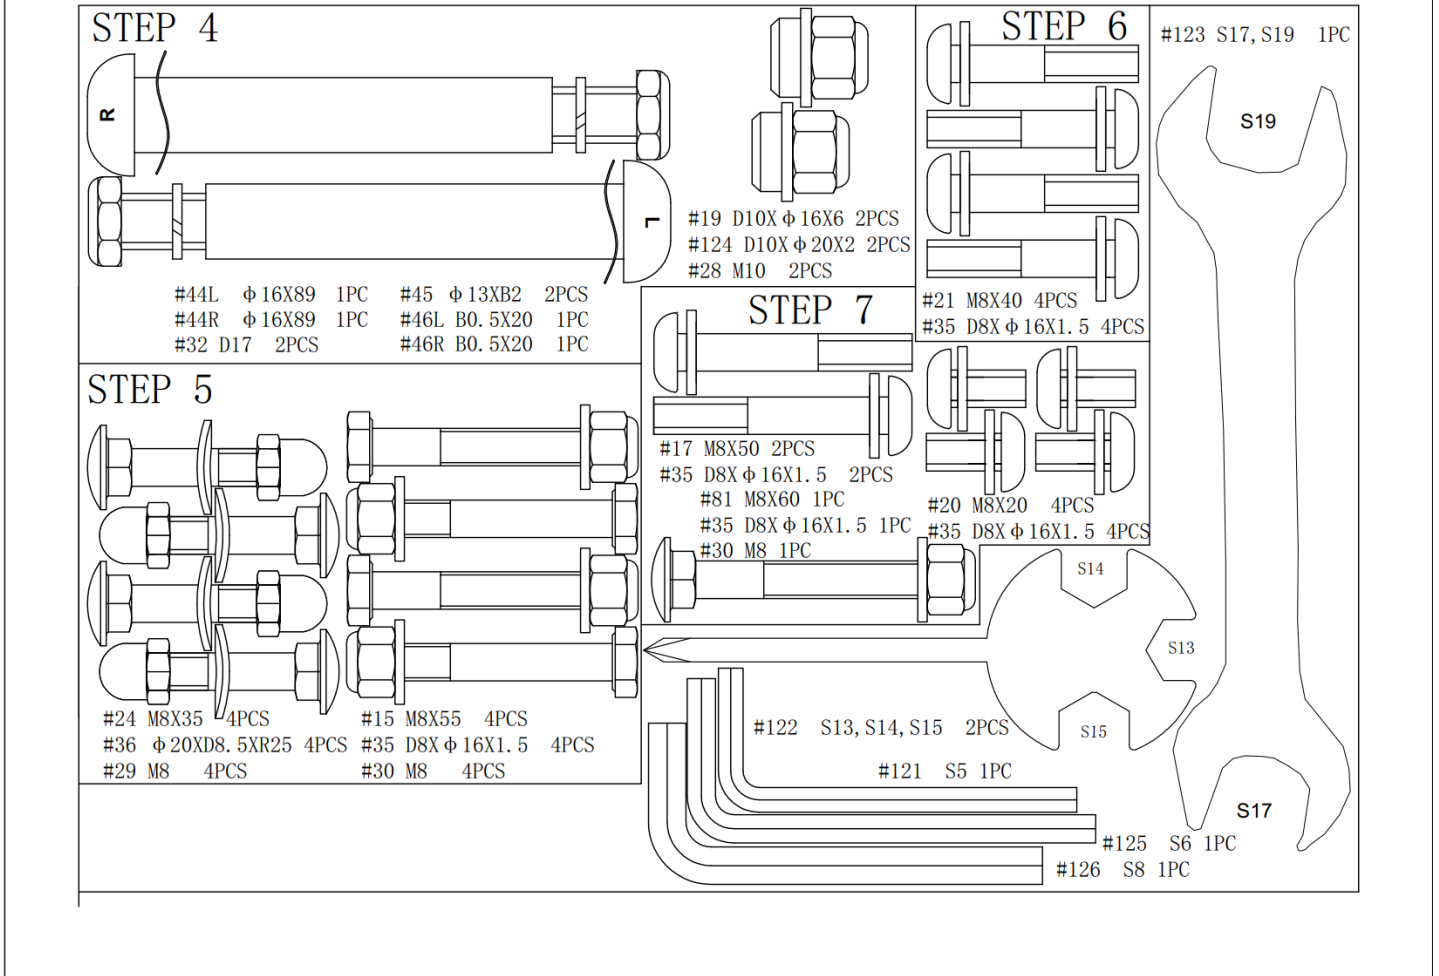 STEP 4
R
L
#44L φ16X89 1PC
#44R φ16X89 1PC
#32 D17 2PCS
#45 φ13XB2 2PCS
#46L B0.5X20 1PC
#46R B0.5X20 1PC
#19 D10Xφ16X6 2PCS
#124 D10Xφ20X2 2PCS
#28 M10 2PCS
STEP 5
#24 M8X35 4PCS
#36 φ20XD8.5XR25 4PCS
#29 M8 4PCS
#15 M8X55 4PCS
#35 D8Xφ16X1.5 4PCS
#30 M8 4PCS
STEP 6
#21 M8X40 4PCS
#35 D8Xφ16X1.5 4PCS
#20 M8X20 4PCS
#35 D8Xφ16X1.5 4PCS
STEP 7
#17 M8X50 2PCS
#35 D8Xφ16X1.5 2PCS
#81 M8X60 1PC
#35 D8Xφ16X1.5 1PC
#30 M8 1PC
#123 S17,S19 1PC
S19
S17
S14
S13
S15
#122 S13,S14,S15 2PCS
#121 S5 1PC
#125 S6 1PC
#126 S8 1PC